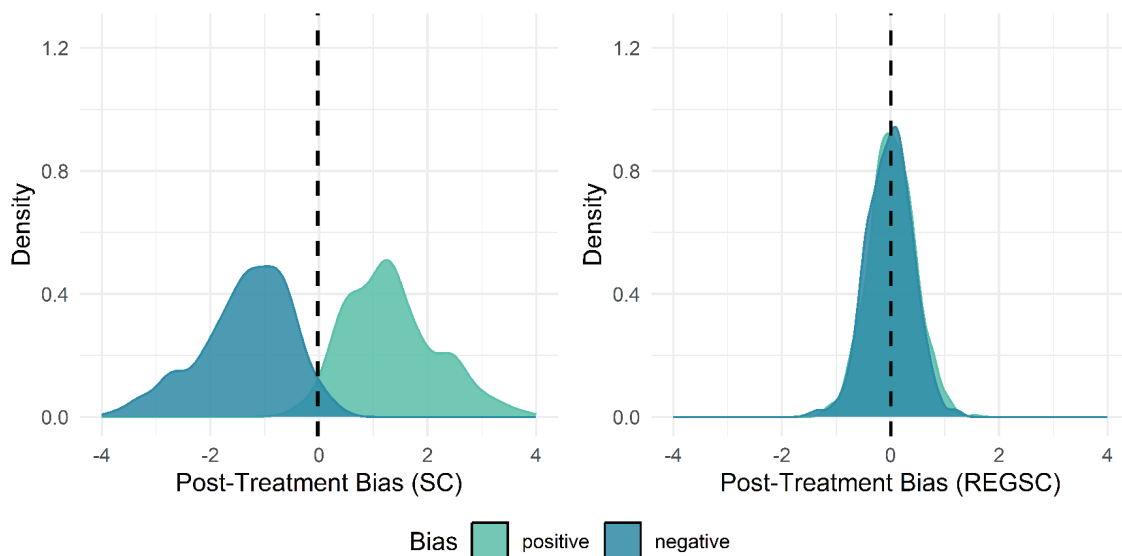 1.2
0.8
0.4
0.0
Density
-4 -2 0 2 4
Post-Treatment Bias (SC)
1.2
0.8
0.4
0.0
Density
-4 -2 0 2 4
Post-Treatment Bias (REGSC)
Bias positive negative